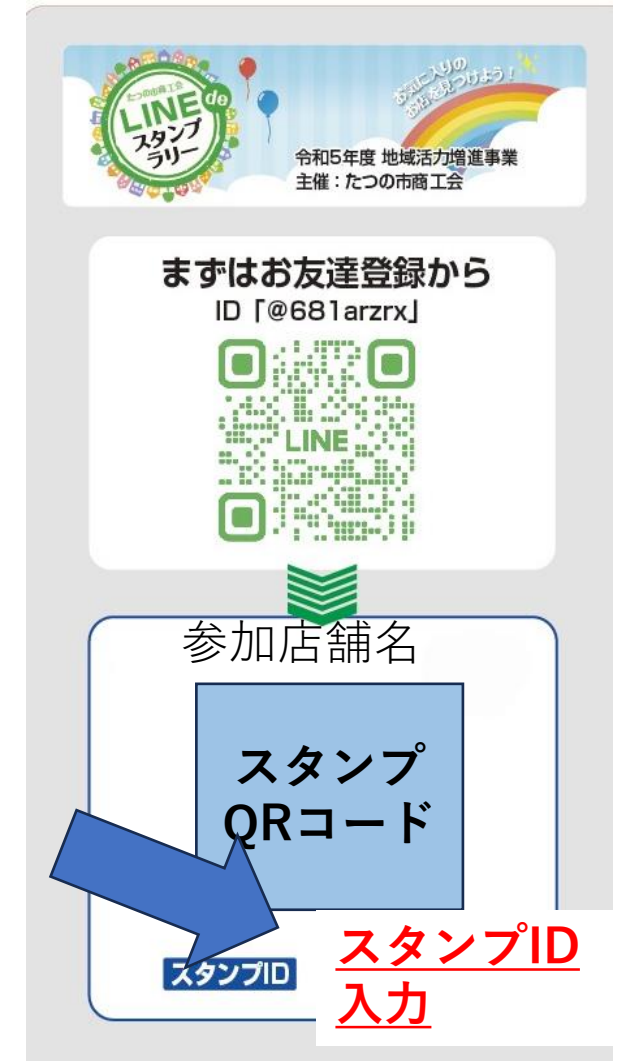 たつの市商工会
LINE de
スタンプ
ラリー
お気に入りの
お店を見つけよう！
令和5年度 地域活力増進事業
主催：たつの市商工会
まずはお友達登録から
ID「@681arzrx」
LINE
参加店舗名
スタンプ
QRコード
スタンプID
スタンプID
入力